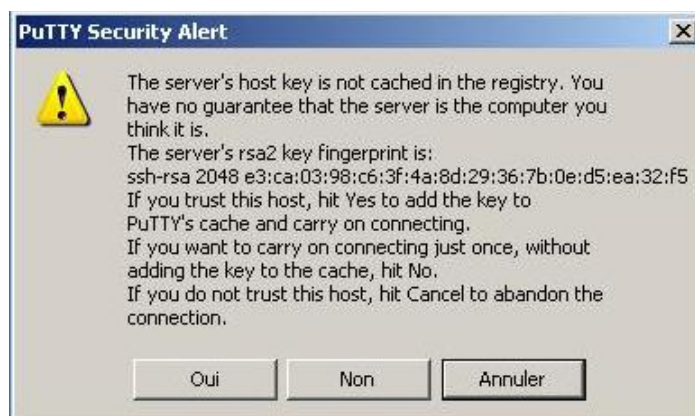 PuTTY Security Alert
The server's host key is not cached in the registry. You
have no guarantee that the server is the computer you
think it is.
The server's rsa2 key fingerprint is:
ssh-rsa 2048 e3:ca:03:98:c6:3f:4a:8d:29:36:7b:0e:d5:ea:32:f5
If you trust this host, hit Yes to add the key to
PuTTY's cache and carry on connecting.
If you want to carry on connecting just once, without
adding the key to the cache, hit No.
If you do not trust this host, hit Cancel to abandon the
connection.
Oui Non Annuler